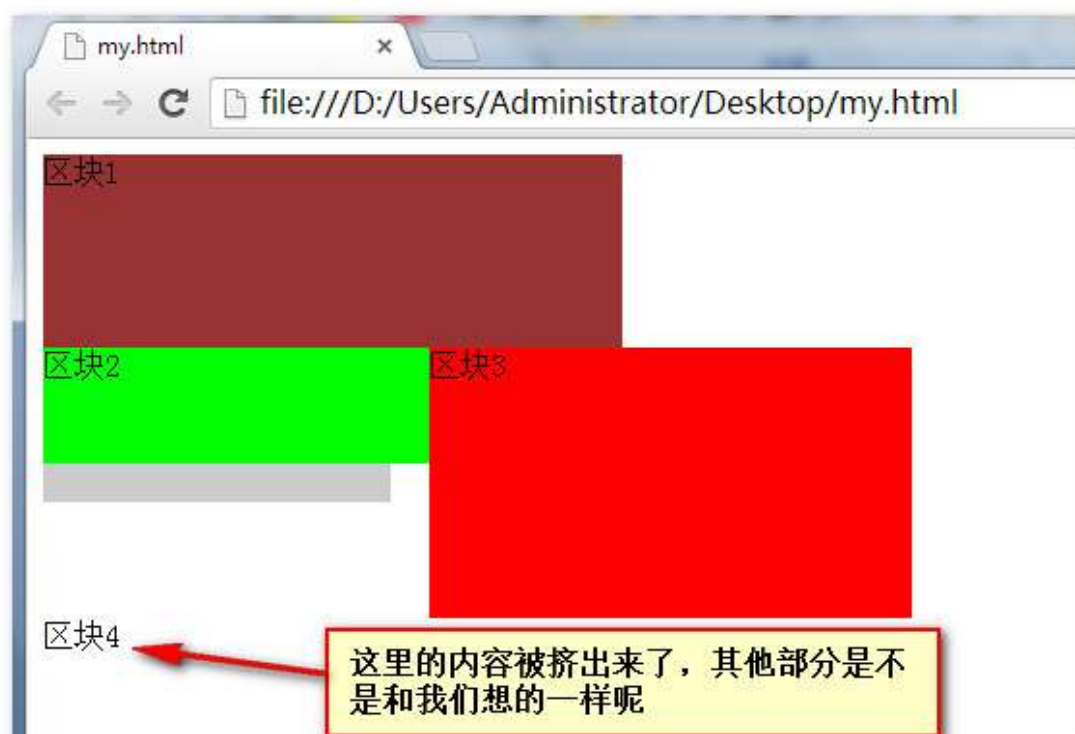 my.html
file:///D:/Users/Administrator/Desktop/my.html
区块1
区块2
区块3
区块4
这里的内容被挤出来了，其他部分是不
是和我们想的一样呢